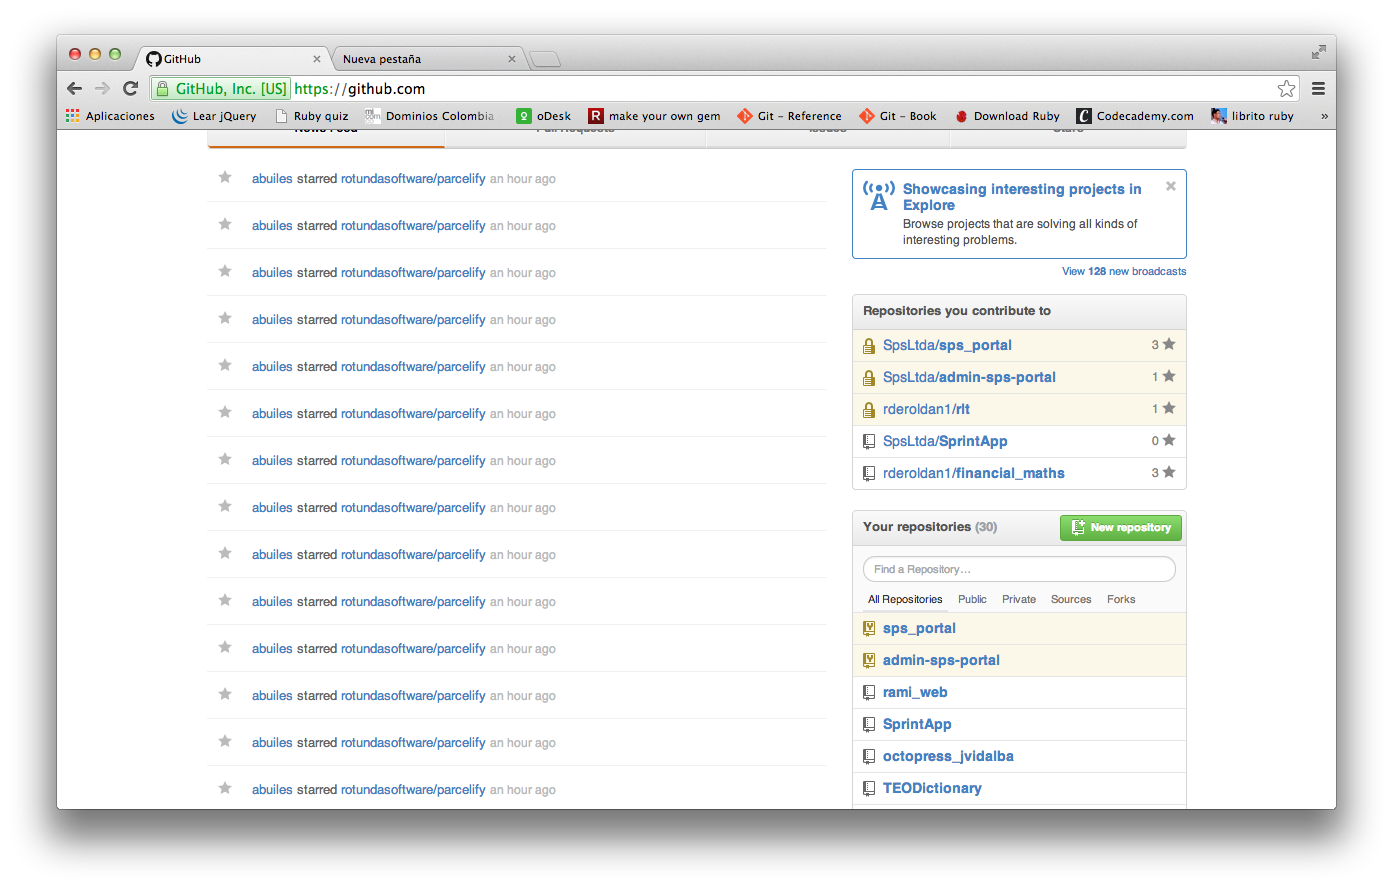 GitHub
Nueva pestaña
GitHub, Inc. [US] https://github.com
Aplicaciones Lear jQuery Ruby quiz Dominios Colombia oDesk make your own gem Git - Reference Git - Book Download Ruby Codecademy.com librito ruby »
News Feed Pull Requests Issues Stars
abuiles starred rotundasoftware/parcelify an hour ago
abuiles starred rotundasoftware/parcelify an hour ago
abuiles starred rotundasoftware/parcelify an hour ago
abuiles starred rotundasoftware/parcelify an hour ago
abuiles starred rotundasoftware/parcelify an hour ago
abuiles starred rotundasoftware/parcelify an hour ago
abuiles starred rotundasoftware/parcelify an hour ago
abuiles starred rotundasoftware/parcelify an hour ago
abuiles starred rotundasoftware/parcelify an hour ago
abuiles starred rotundasoftware/parcelify an hour ago
abuiles starred rotundasoftware/parcelify an hour ago
abuiles starred rotundasoftware/parcelify an hour ago
abuiles starred rotundasoftware/parcelify an hour ago
abuiles starred rotundasoftware/parcelify an hour ago
Showcasing interesting projects in
Explore
Browse projects that are solving all kinds of
interesting problems.
View 128 new broadcasts
Repositories you contribute to
SpsLtda/sps_portal 3
SpsLtda/admin-sps-portal 1
rderoldan1/rlt 1
SpsLtda/SprintApp 0
rderoldan1/financial_maths 3
Your repositories (30) New repository
Find a Repository...
All Repositories Public Private Sources Forks
sps_portal
admin-sps-portal
rami_web
SprintApp
octopress_jvidalba
TEODictionary